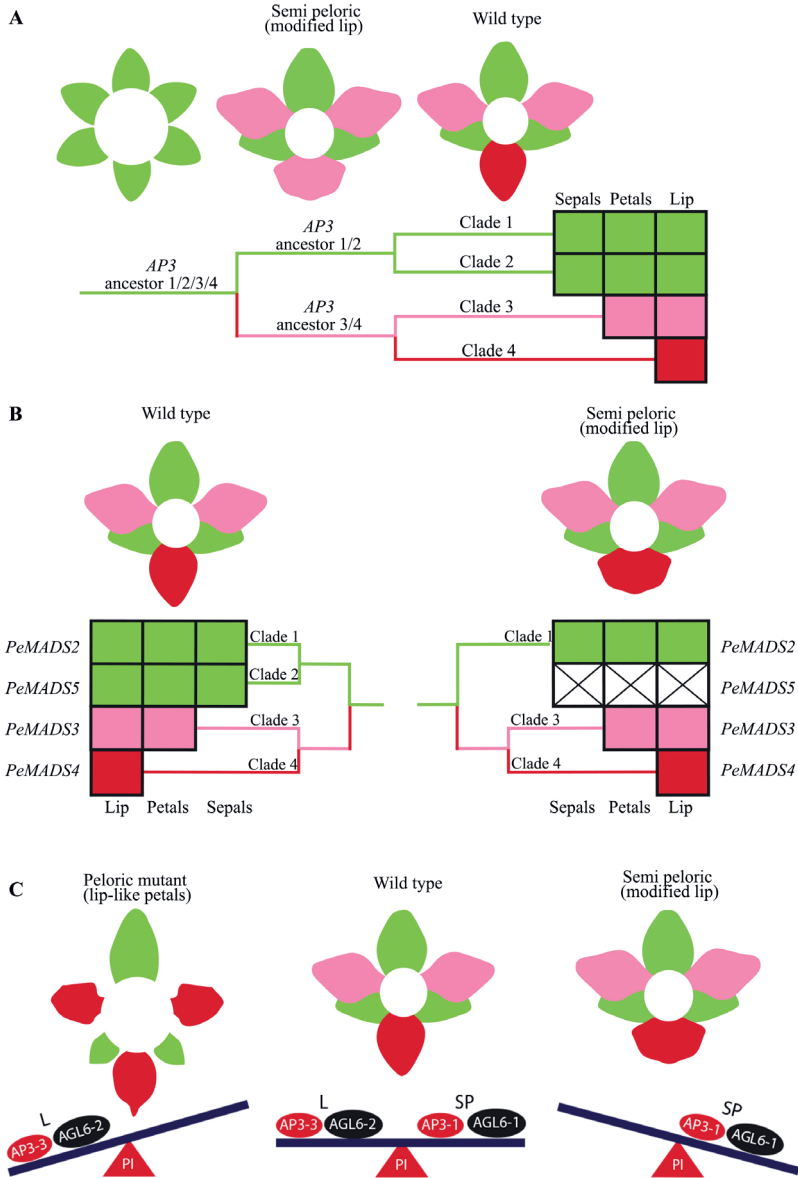 A
Semi peloric
(modified lip)
Wild type
Sepals Petals Lip
AP3
ancestor 1/2
Clade 1
Clade 2
AP3
ancestor 1/2/3/4
AP3
ancestor 3/4
Clade 3
Clade 4
B
Wild type
Semi peloric
(modified lip)
PeMADS2
Clade 1
PeMADS5
Clade 2
PeMADS3
Clade 3
PeMADS4
Clade 4
Lip Petals Sepals
Clade 1
PeMADS2
PeMADS5
Clade 3
PeMADS3
Clade 4
PeMADS4
Sepals Petals Lip
C
Peloric mutant
(lip-like petals)
Wild type
Semi peloric
(modified lip)
L
AP3-3 AGL6-2
PI
L
AP3-3 AGL6-2
SP
AP3-1 AGL6-1
PI
SP
AP3-1 AGL6-1
PI